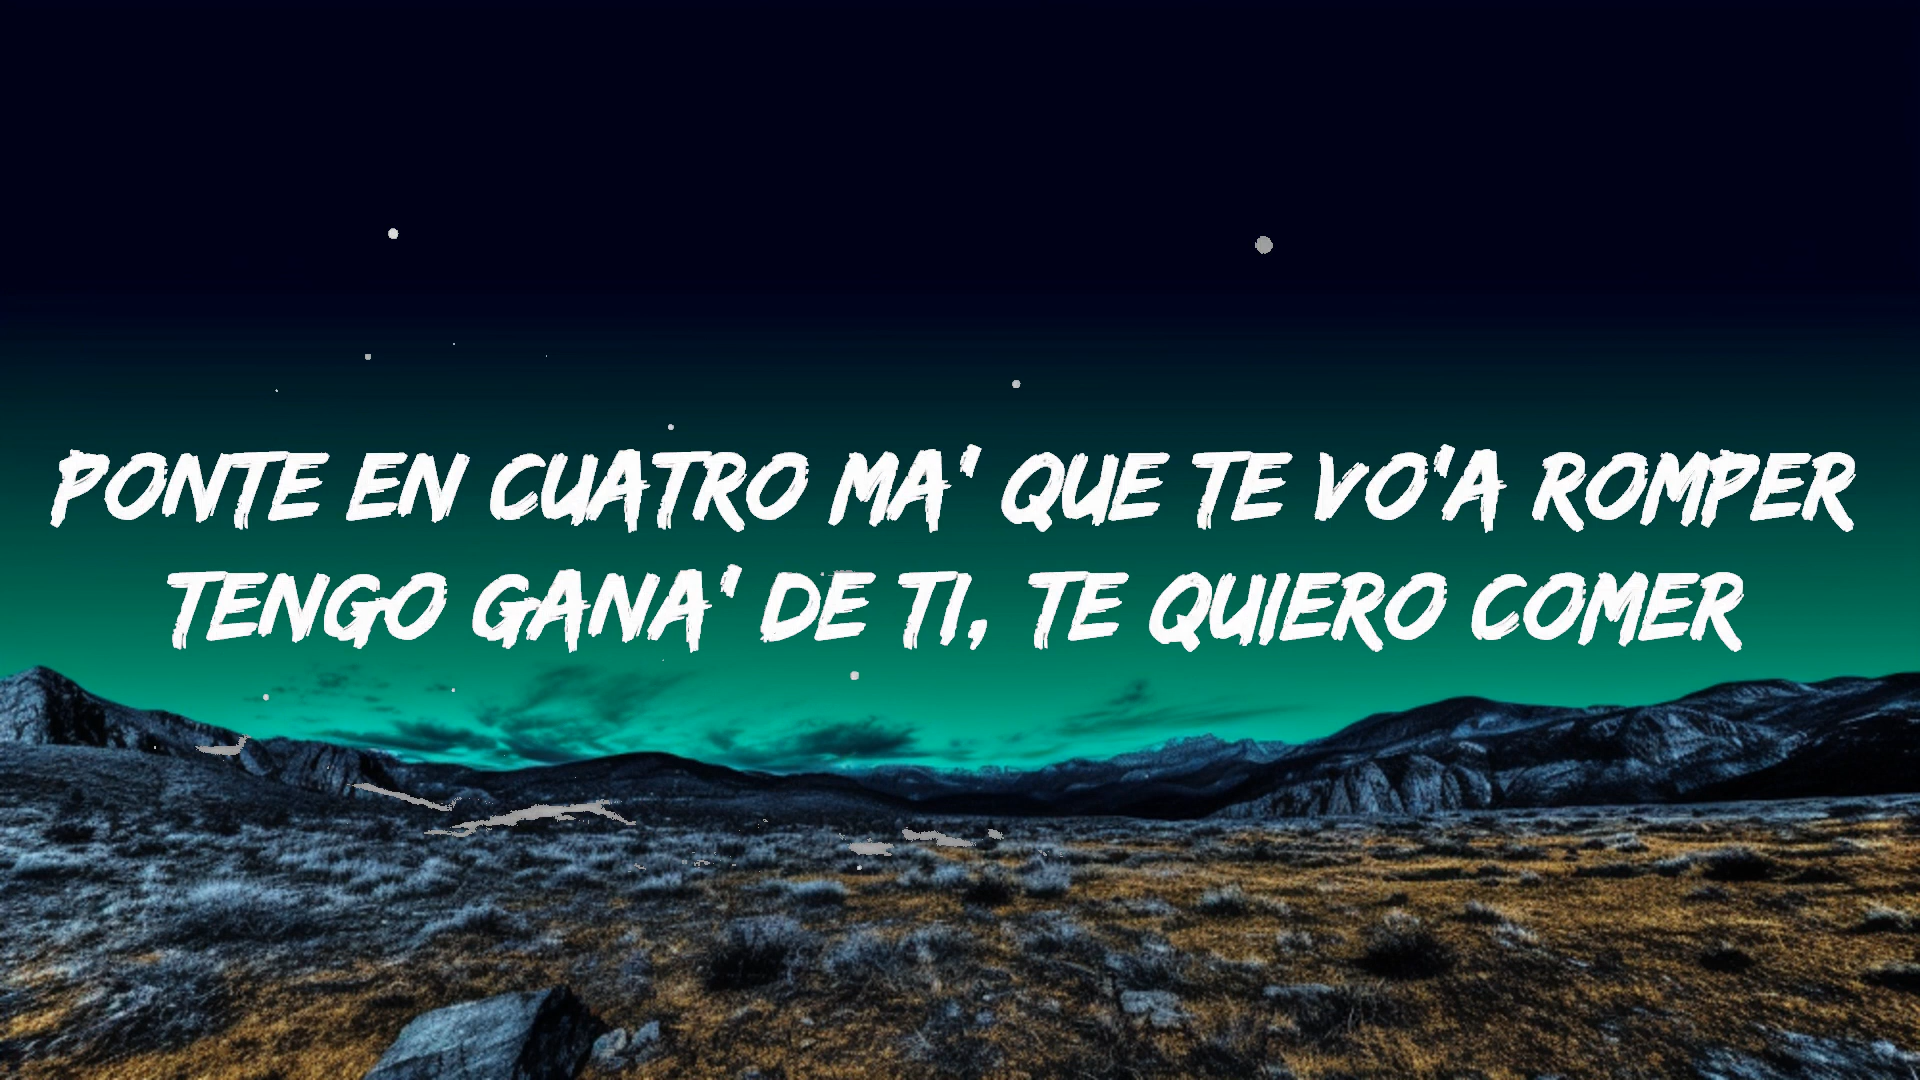 PONTE EN CUATRO MA' QUE TE VO'A ROMPER
TENGO GANA' DE TI, TE QUIERO COMER